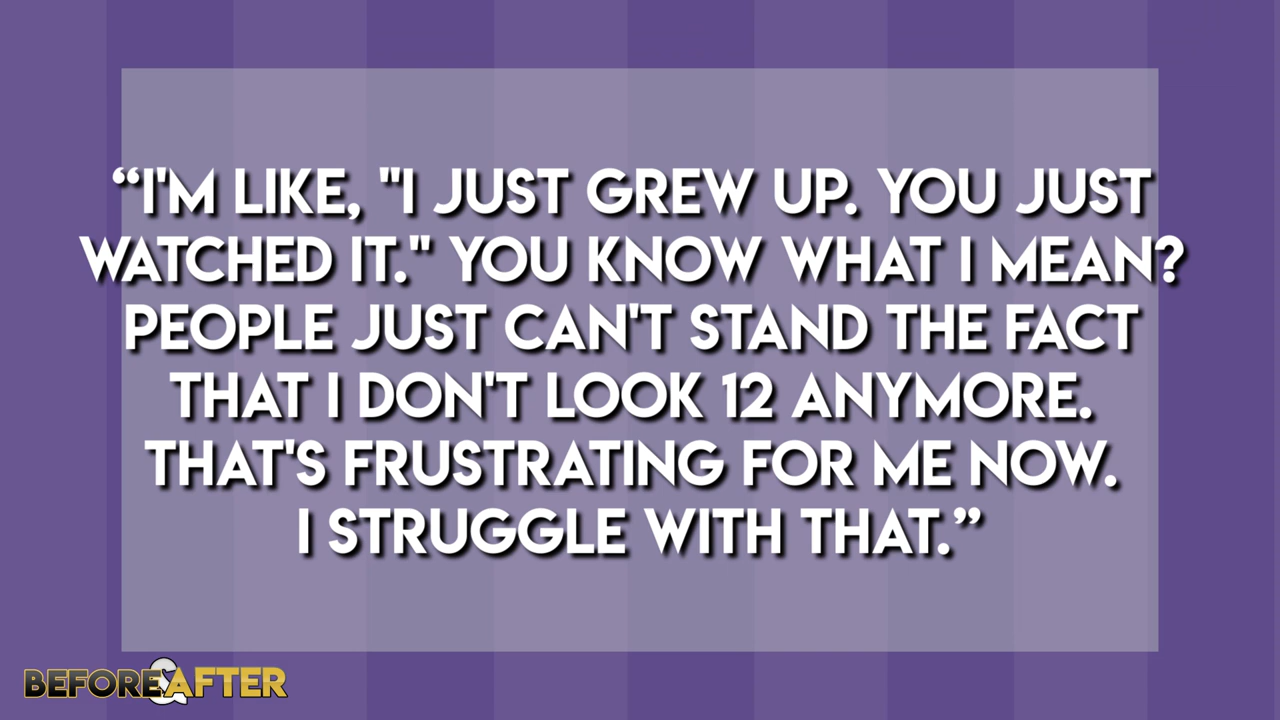 “I'M LIKE, "I JUST GREW UP. YOU JUST
WATCHED IT." YOU KNOW WHAT I MEAN?
PEOPLE JUST CAN'T STAND THE FACT
THAT I DON'T LOOK 12 ANYMORE.
THAT'S FRUSTRATING FOR ME NOW.
I STRUGGLE WITH THAT.”
BEFORE&AFTER